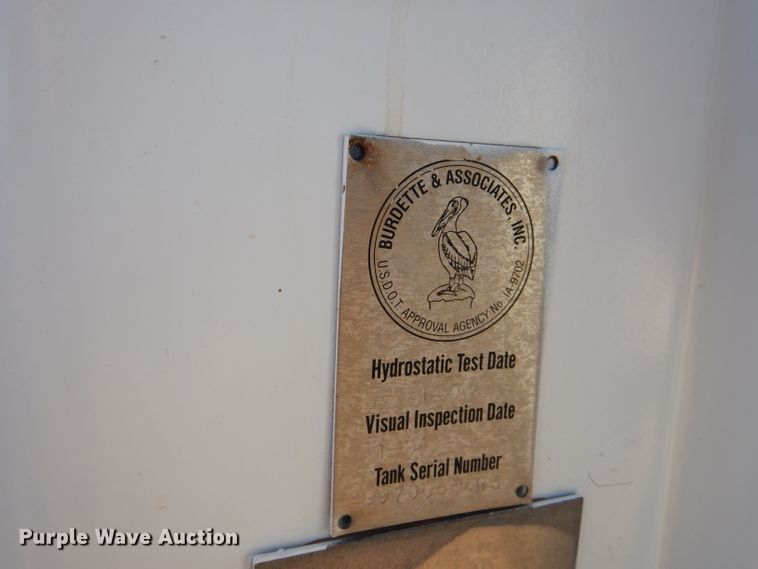 BURDETTE & ASSOCIATES, INC.
U.S.D.O.T. APPROVAL AGENCY No. IA-9702
Hydrostatic Test Date
Visual Inspection Date
Tank Serial Number
Purple Wave Auction